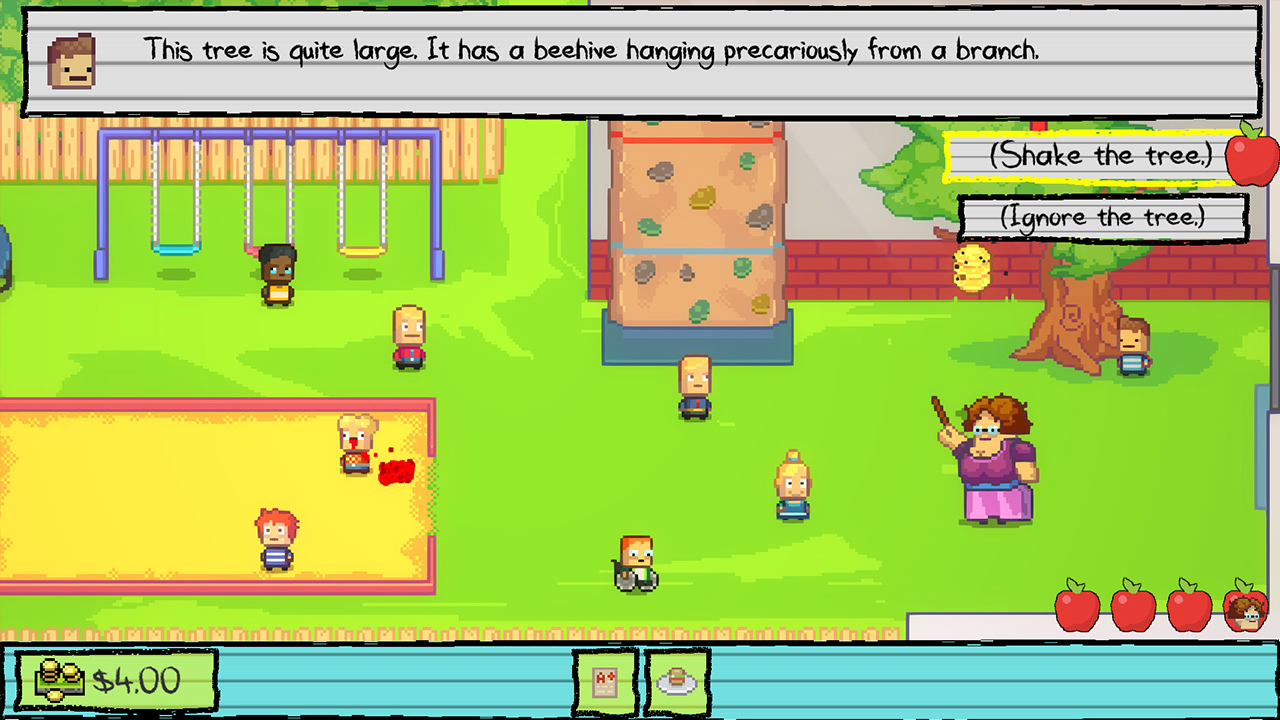 This tree is quite large. It has a beehive hanging precariously from a branch.
(Shake the tree.)
(Ignore the tree.)
$4.00
A+